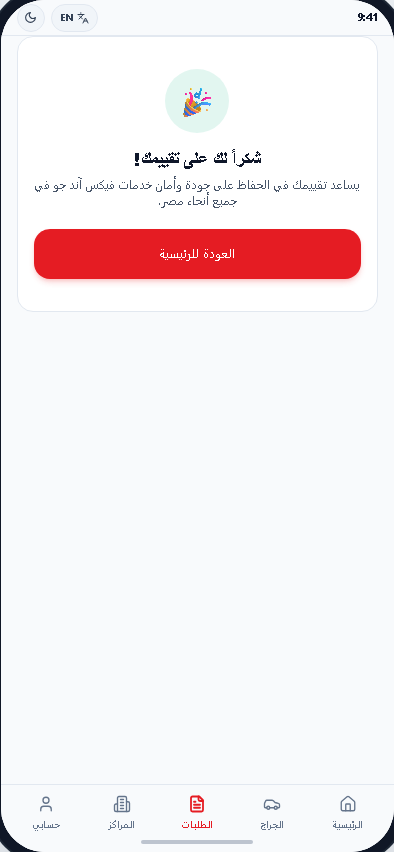 9:41
EN
شكراً لك على تقييمك!
يساعد تقييمك في الحفاظ على جودة وأمان خدمات فيكس آند جو في
جميع أنحاء مصر.
العودة للرئيسية
الرئيسية
الجراج
الطلبات
المراكز
حسابي